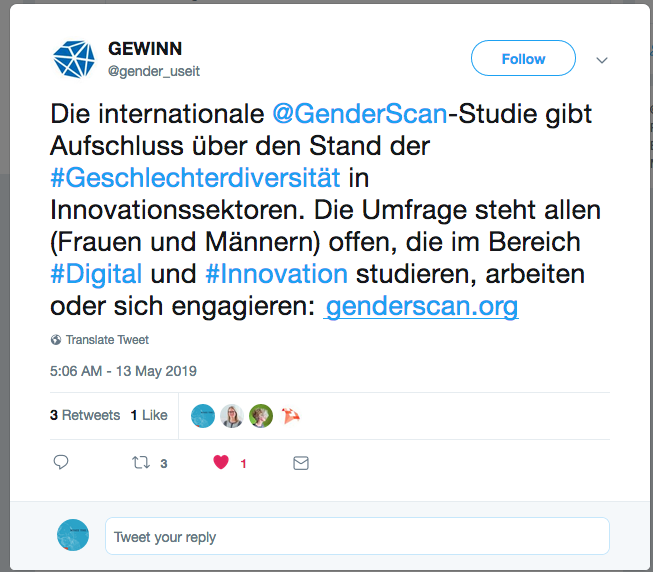 GEWINN
@gender_useit
Follow
Die internationale @GenderScan-Studie gibt
Aufschluss über den Stand der
#Geschlechterdiversität in
Innovationssektoren. Die Umfrage steht allen
(Frauen und Männern) offen, die im Bereich
#Digital und #Innovation studieren, arbeiten
oder sich engagieren: genderscan.org
Translate Tweet
5:06 AM - 13 May 2019
3 Retweets 1 Like
3 1
Tweet your reply